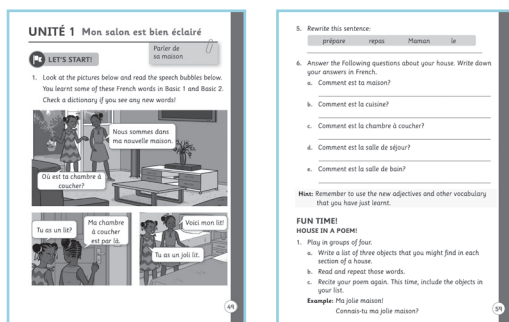 UNITÉ 1 Mon salon est bien éclairé
Parler de
sa maison
LET'S START!
1. Look at the pictures below and read the speech bubbles below.
You learnt some of these French words in Basic 1 and Basic 2.
Check a dictionary if you see any new words!
Nous sommes dans
ma nouvelle maison.
Où est ta chambre à
coucher?
Tu as un lit?
Ma chambre
à coucher
est par là.
Voici mon lit!
Tu as un joli lit.
49
5. Rewrite this sentence:
prépare repas Maman le
6. Answer the Following questions about your house. Write down
your answers in French.
a. Comment est ta maison?
b. Comment est la cuisine?
c. Comment est la chambre à coucher?
d. Comment est la salle de séjour?
e. Comment est la salle de bain?
Hint: Remember to use the new adjectives and other vocabulary
that you have just learnt.
FUN TIME!
HOUSE IN A POEM!
1. Play in groups of four.
a. Write a list of three objects that you might find in each
section of a house.
b. Read and repeat those words.
c. Recite your poem again. This time, include the objects in
your list.
Example: Ma jolie maison!
Connais-tu ma jolie maison?
59